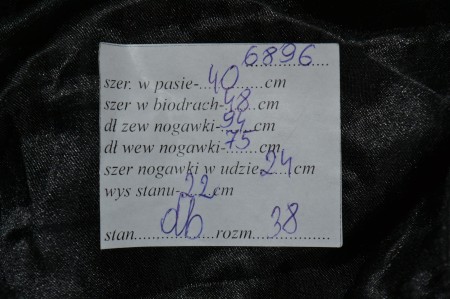 6896
szer. w pasie-...40...cm
szer w biodrach-48...cm
dł zew nogawki-94...cm
dł wew nogawki-75...cm
szer nogawki w udzie 24 cm
wys stanu-22 cm
stan...db...rozm...38...